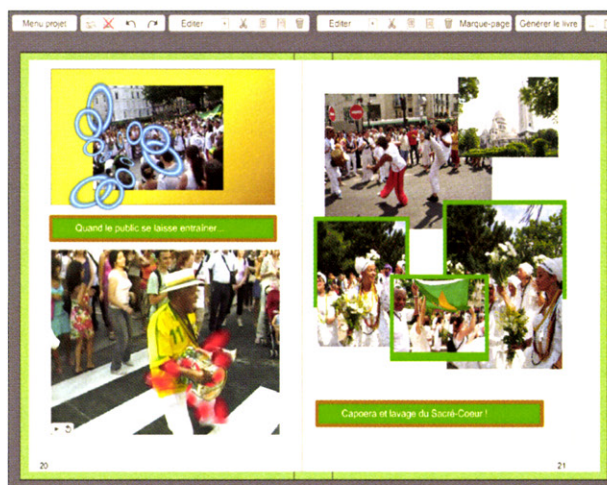 Menu projet
Editer
Editer
Marque-page
Générer le livre
Quand le public se laisse entraîner...
Capoera et lavage du Sacré-Coeur !
20
21